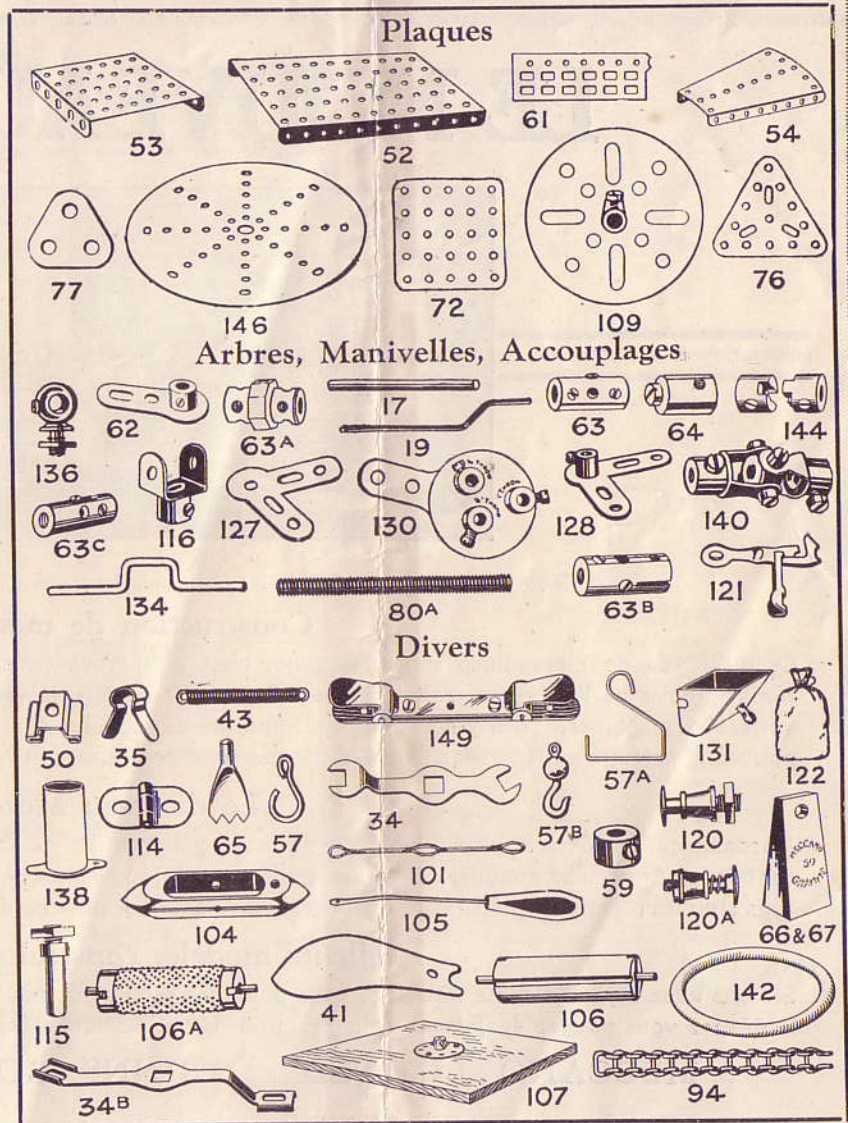 Plaques
53 52 61 54
77 146 72 109 76
Arbres, Manivelles, Accouplages
136 62 63A 17 19 63 64 144
63C 116 127 130 128 140
134 80A 63B 121
Divers
50 35 43 149 57A 131 122
138 114 65 57 34 57B 120
104 101 105 59 120A 66 & 67
MECCANO
50
GRAMMES
115 106A 41 106 142
34B 107 94